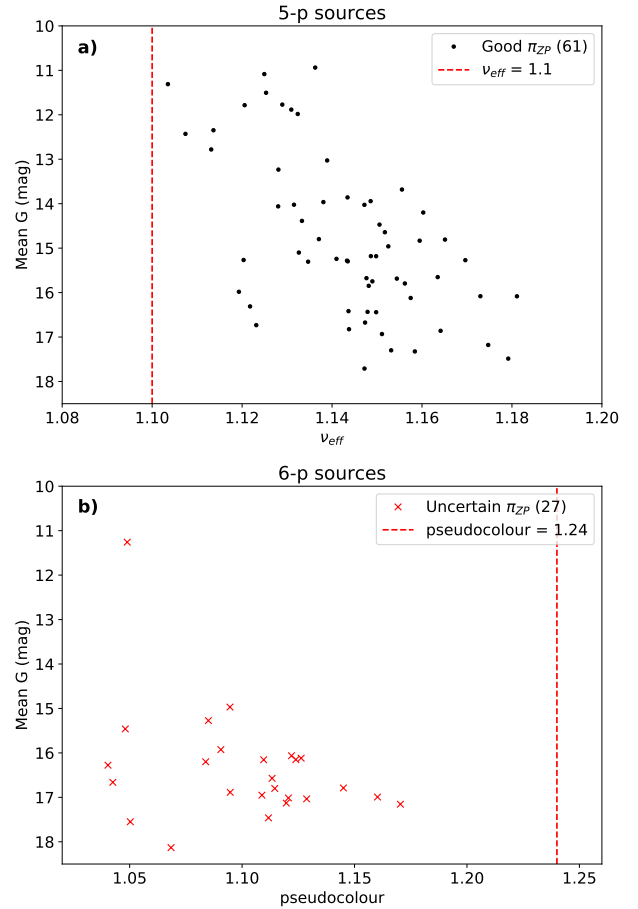 5-p sources
a)
Good π_ZP (61)
ν_eff = 1.1
Mean G (mag)
10
11
12
13
14
15
16
17
18
1.08 1.10 1.12 1.14 1.16 1.18 1.20
ν_eff
6-p sources
b)
Uncertain π_ZP (27)
pseudocolour = 1.24
Mean G (mag)
10
11
12
13
14
15
16
17
18
1.05 1.10 1.15 1.20 1.25
pseudocolour